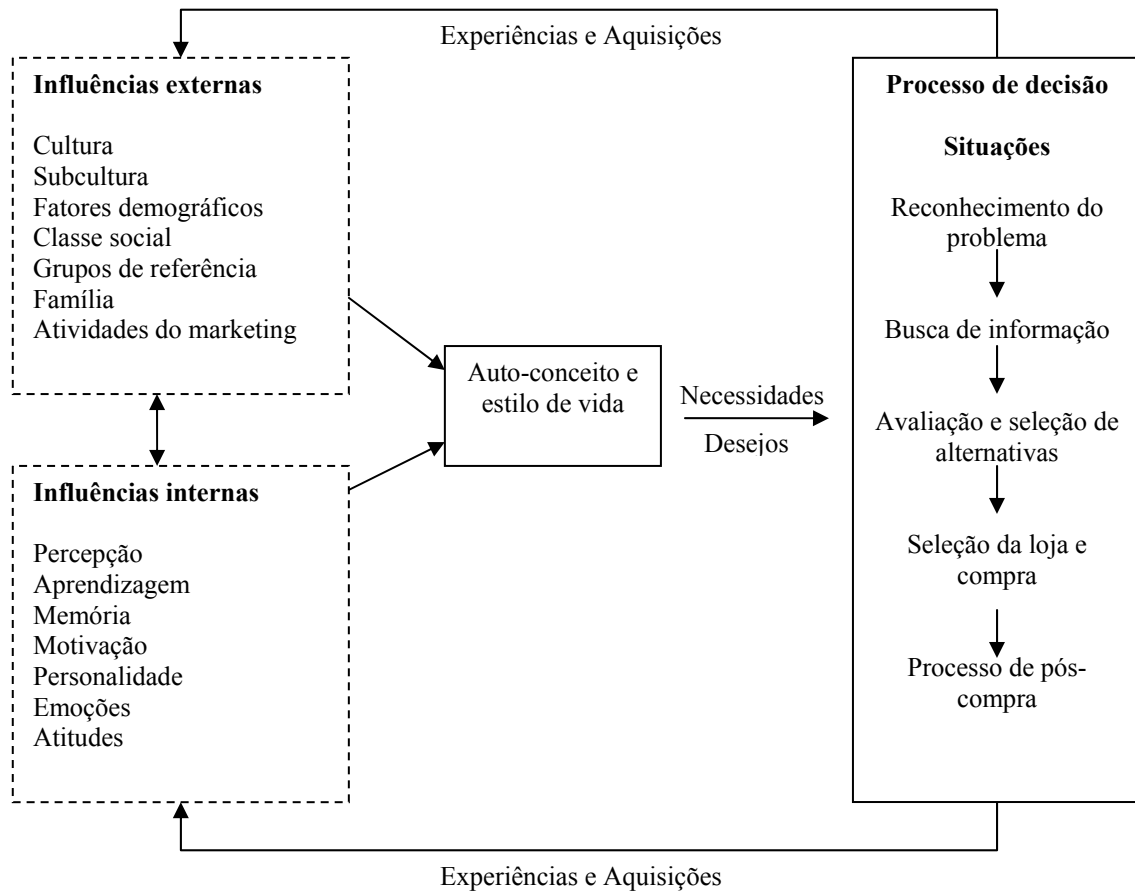 Experiências e Aquisições
Influências externas
Cultura
Subcultura
Fatores demográficos
Classe social
Grupos de referência
Família
Atividades do marketing
Influências internas
Percepção
Aprendizagem
Memória
Motivação
Personalidade
Emoções
Atitudes
Auto-conceito e
estilo de vida
Necessidades
Desejos
Processo de decisão
Situações
Reconhecimento do
problema
Busca de informação
Avaliação e seleção de
alternativas
Seleção da loja e
compra
Processo de pós-
compra
Experiências e Aquisições